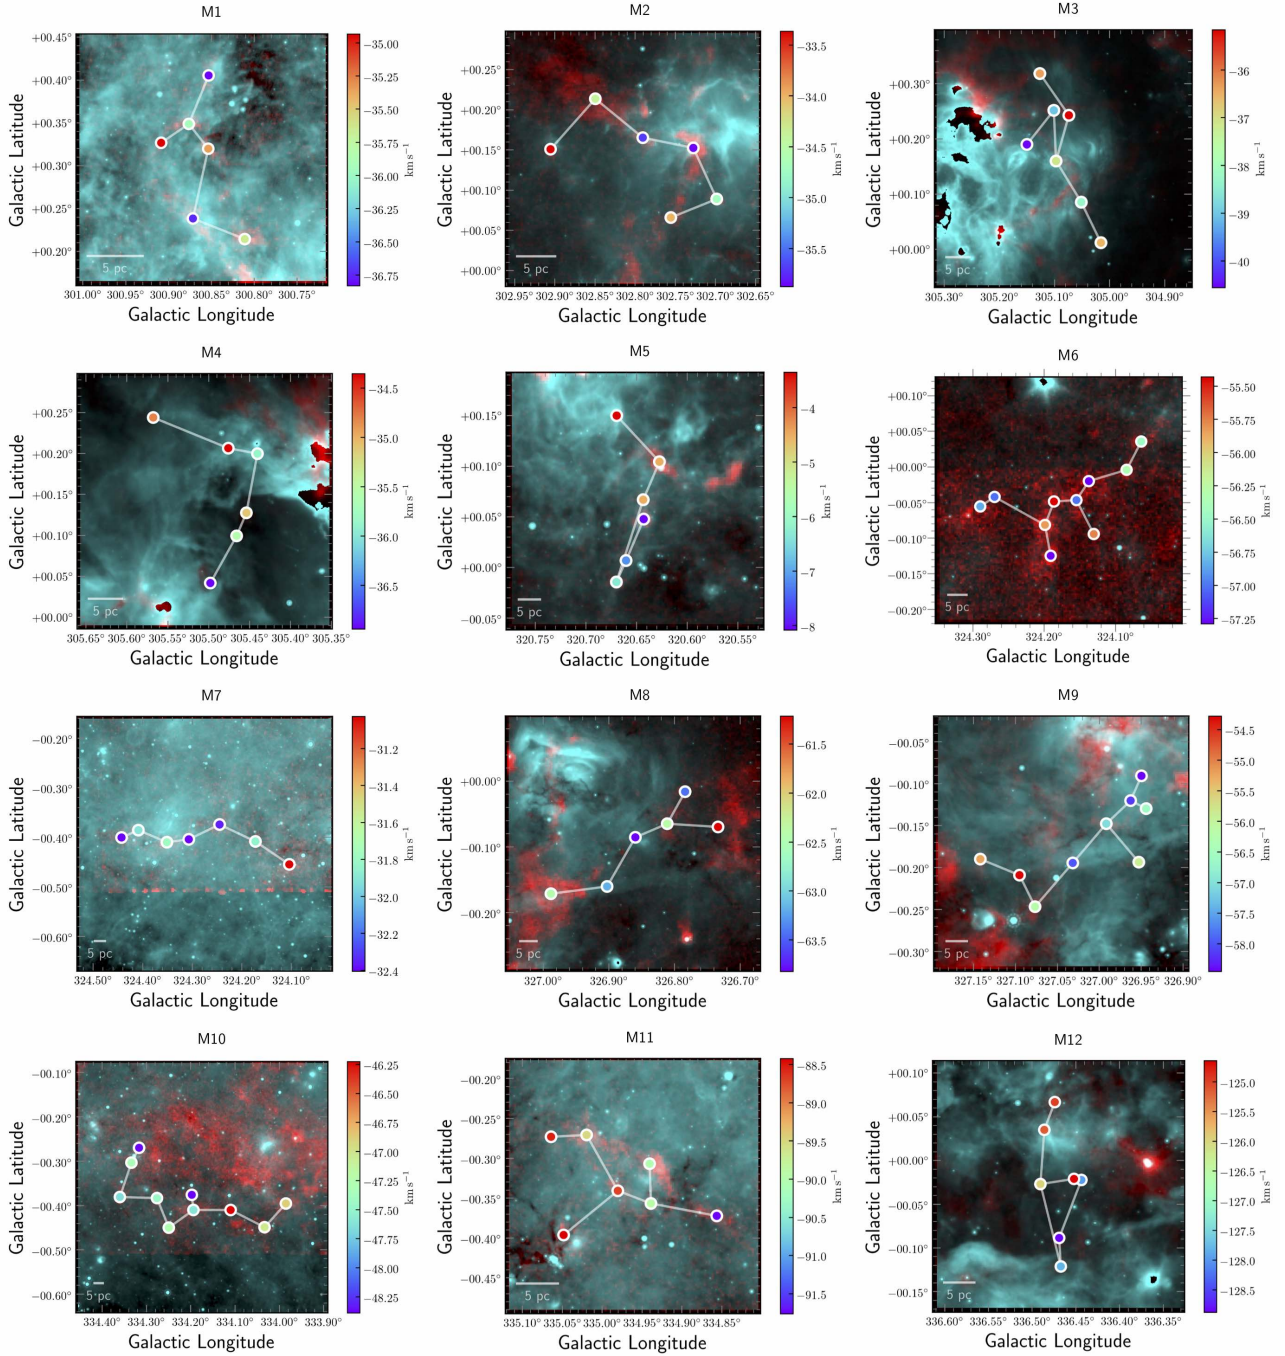 M1
+00.45°
+00.40°
+00.35°
+00.30°
+00.25°
+00.20°
Galactic Latitude
5 pc
301.00° 300.95° 300.90° 300.85° 300.80° 300.75°
Galactic Longitude
−35.00
−35.25
−35.50
−35.75
−36.00
−36.25
−36.50
−36.75
km s⁻¹
M2
+00.25°
+00.20°
+00.15°
+00.10°
+00.05°
+00.00°
Galactic Latitude
5 pc
302.95° 302.90° 302.85° 302.80° 302.75° 302.70° 302.65°
Galactic Longitude
−33.5
−34.0
−34.5
−35.0
−35.5
km s⁻¹
M3
+00.30°
+00.20°
+00.10°
+00.00°
Galactic Latitude
5 pc
305.30° 305.20° 305.10° 305.00° 304.90°
Galactic Longitude
−36
−37
−38
−39
−40
km s⁻¹
M4
+00.25°
+00.20°
+00.15°
+00.10°
+00.05°
+00.00°
Galactic Latitude
5 pc
305.65° 305.60° 305.55° 305.50° 305.45° 305.40° 305.35°
Galactic Longitude
−34.5
−35.0
−35.5
−36.0
−36.5
km s⁻¹
M5
+00.15°
+00.10°
+00.05°
+00.00°
−00.05°
Galactic Latitude
5 pc
320.75° 320.70° 320.65° 320.60° 320.55°
Galactic Longitude
−4
−5
−6
−7
−8
km s⁻¹
M6
+00.10°
+00.05°
+00.00°
−00.05°
−00.10°
−00.15°
−00.20°
Galactic Latitude
5 pc
324.30° 324.20° 324.10°
Galactic Longitude
−55.50
−55.75
−56.00
−56.25
−56.50
−56.75
−57.00
−57.25
km s⁻¹
M7
−00.20°
−00.30°
−00.40°
−00.50°
−00.60°
Galactic Latitude
5 pc
324.50° 324.40° 324.30° 324.20° 324.10°
Galactic Longitude
−31.2
−31.4
−31.6
−31.8
−32.0
−32.2
−32.4
km s⁻¹
M8
+00.00°
−00.10°
−00.20°
Galactic Latitude
5 pc
327.00° 326.90° 326.80° 326.70°
Galactic Longitude
−61.5
−62.0
−62.5
−63.0
−63.5
km s⁻¹
M9
−00.05°
−00.10°
−00.15°
−00.20°
−00.25°
−00.30°
Galactic Latitude
5 pc
327.15° 327.10° 327.05° 327.00° 326.95° 326.90°
Galactic Longitude
−54.5
−55.0
−55.5
−56.0
−56.5
−57.0
−57.5
−58.0
km s⁻¹
M10
−00.10°
−00.20°
−00.30°
−00.40°
−00.50°
−00.60°
Galactic Latitude
5 pc
334.40° 334.30° 334.20° 334.10° 334.00° 333.90°
Galactic Longitude
−46.25
−46.50
−46.75
−47.00
−47.25
−47.50
−47.75
−48.00
−48.25
km s⁻¹
M11
−00.20°
−00.25°
−00.30°
−00.35°
−00.40°
−00.45°
Galactic Latitude
5 pc
335.10° 335.05° 335.00° 334.95° 334.90° 334.85°
Galactic Longitude
−88.5
−89.0
−89.5
−90.0
−90.5
−91.0
−91.5
km s⁻¹
M12
+00.10°
+00.05°
+00.00°
−00.05°
−00.10°
−00.15°
Galactic Latitude
5 pc
336.60° 336.55° 336.50° 336.45° 336.40° 336.35°
Galactic Longitude
−125.0
−125.5
−126.0
−126.5
−127.0
−127.5
−128.0
−128.5
km s⁻¹